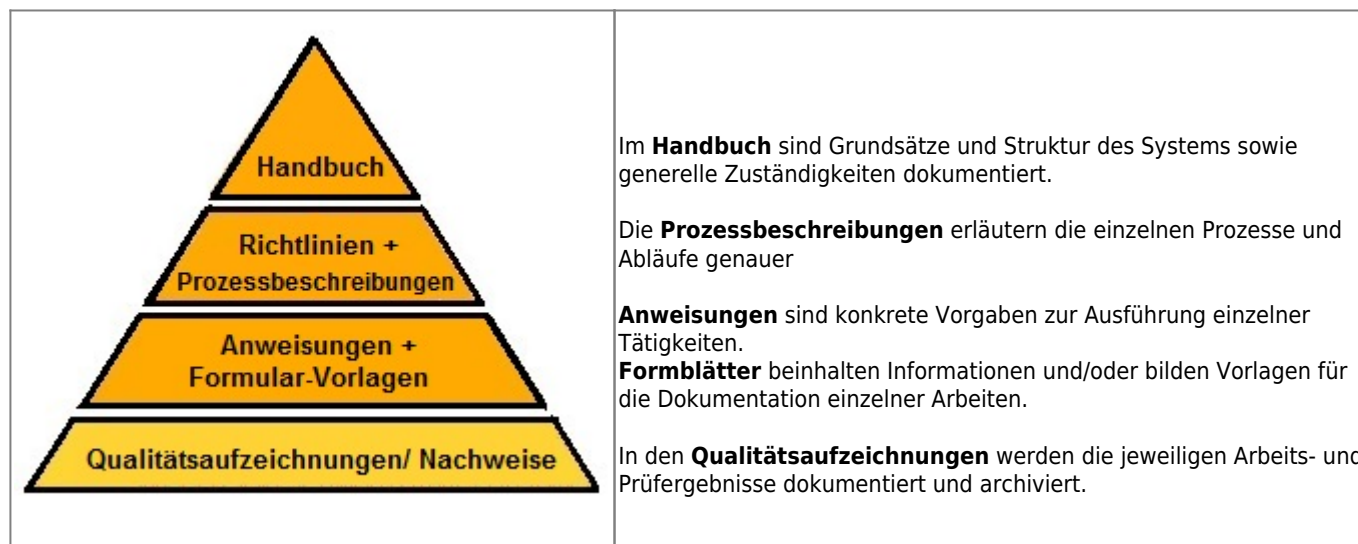 Handbuch
Richtlinien +
Prozessbeschreibungen
Anweisungen +
Formular-Vorlagen
Qualitätsaufzeichnungen/ Nachweise
Im Handbuch sind Grundsätze und Struktur des Systems sowie
generelle Zuständigkeiten dokumentiert.
Die Prozessbeschreibungen erläutern die einzelnen Prozesse und
Abläufe genauer
Anweisungen sind konkrete Vorgaben zur Ausführung einzelner
Tätigkeiten.
Formblätter beinhalten Informationen und/oder bilden Vorlagen für
die Dokumentation einzelner Arbeiten.
In den Qualitätsaufzeichnungen werden die jeweiligen Arbeits- und
Prüfergebnisse dokumentiert und archiviert.